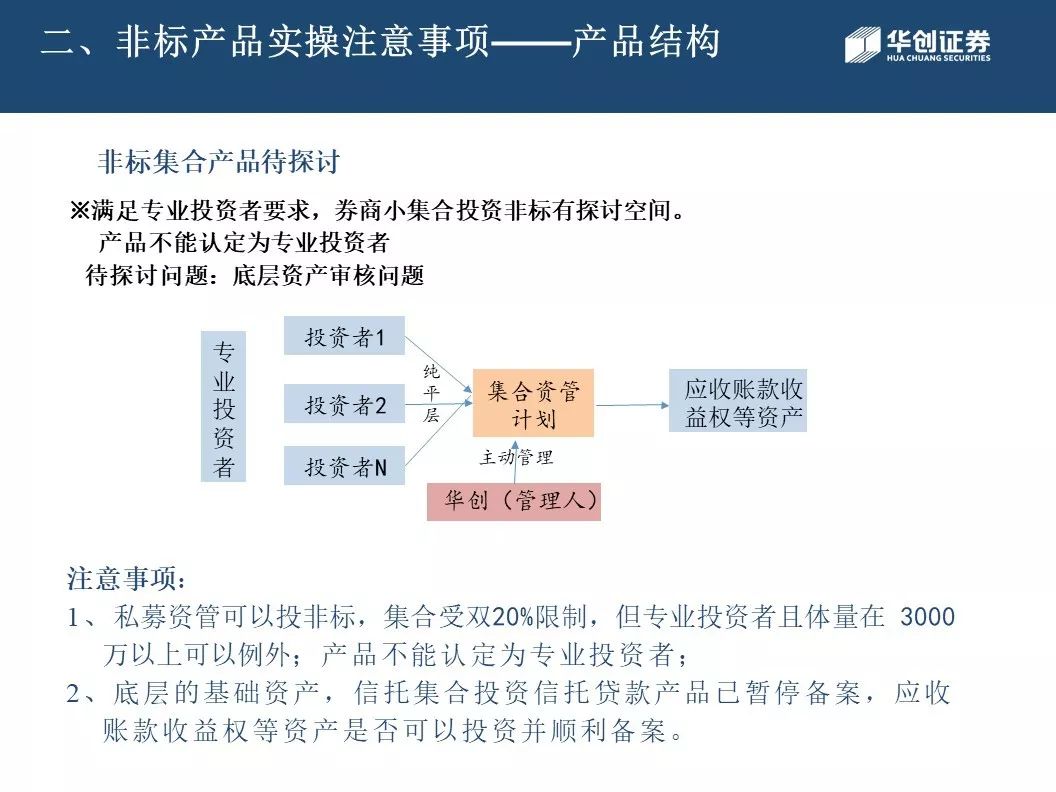 二、非标产品实操注意事项——产品结构
华创证券
HUA CHUANG SECURITIES
非标集合产品待探讨
※满足专业投资者要求，券商小集合投资非标有探讨空间。
产品不能认定为专业投资者
待探讨问题：底层资产审核问题
专业投资者
投资者1
投资者2
投资者N
纯平层
集合资管
计划
应收账款收
益权等资产
主动管理
华创（管理人）
注意事项：
1、私募资管可以投非标，集合受双20%限制，但专业投资者且体量在 3000
万以上可以例外；产品不能认定为专业投资者；
2、底层的基础资产，信托集合投资信托贷款产品已暂停备案，应收
账款收益权等资产是否可以投资并顺利备案。